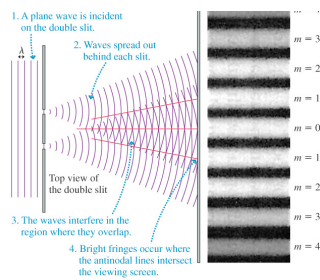 1. A plane wave is incident
on the double slit.
2. Waves spread out
behind each slit.
λ
Top view of
the double slit
3. The waves interfere in the
region where they overlap.
4. Bright fringes occur where
the antinodal lines intersect
the viewing screen.
m = 3
m = 2
m = 1
m = 0
m = 1
m = 2
m = 3
m = 4